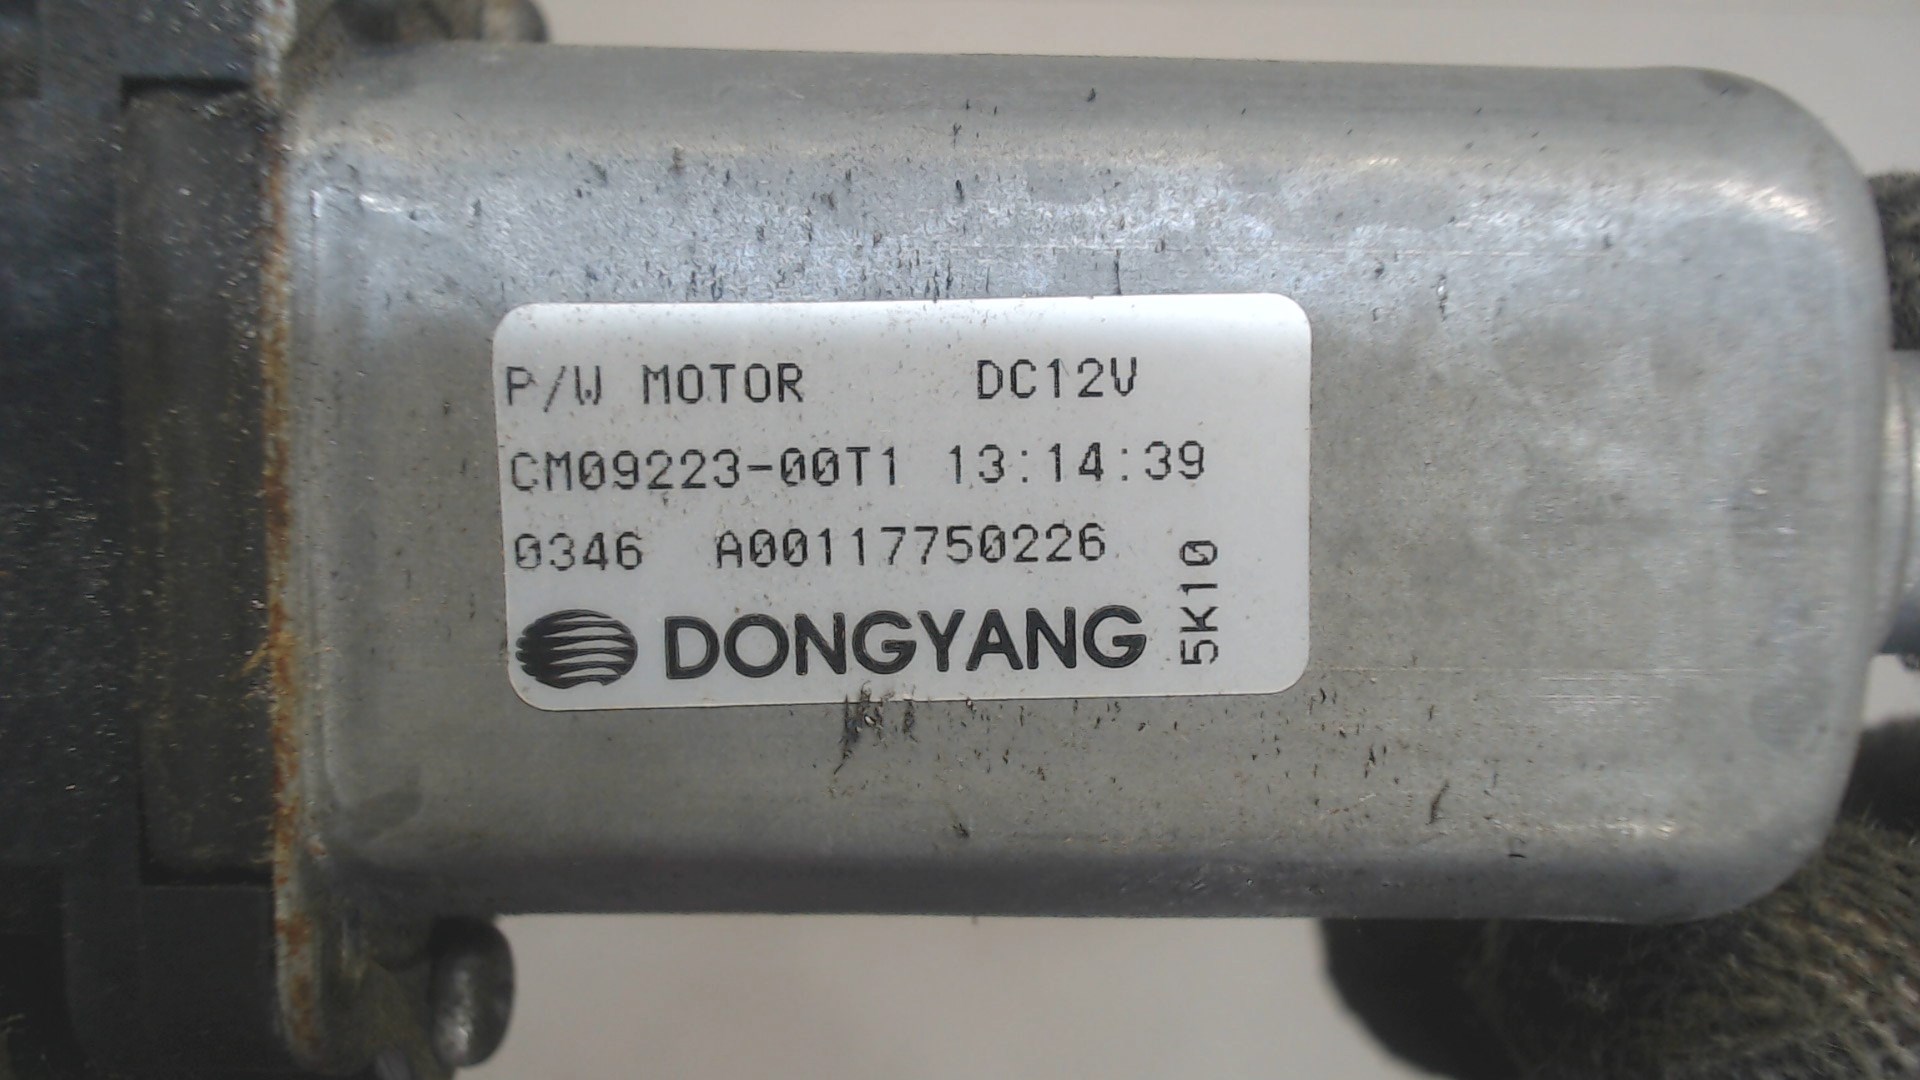 P/W MOTOR DC12V
CM09223-00T1 13:14:39
0346 A00117750226
DONGYANG
5K10